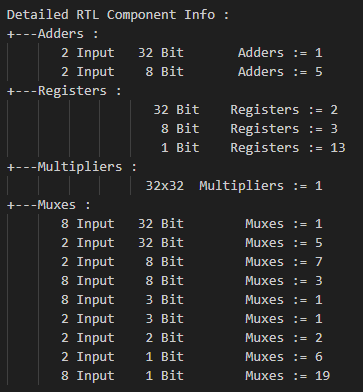 Detailed RTL Component Info :
+---Adders :
2 Input 32 Bit Adders := 1
2 Input 8 Bit Adders := 5
+---Registers :
32 Bit Registers := 2
8 Bit Registers := 3
1 Bit Registers := 13
+---Multipliers :
32x32 Multipliers := 1
+---Muxes :
8 Input 32 Bit Muxes := 1
2 Input 32 Bit Muxes := 5
2 Input 8 Bit Muxes := 7
8 Input 8 Bit Muxes := 3
8 Input 3 Bit Muxes := 1
2 Input 3 Bit Muxes := 1
2 Input 2 Bit Muxes := 2
2 Input 1 Bit Muxes := 6
8 Input 1 Bit Muxes := 19